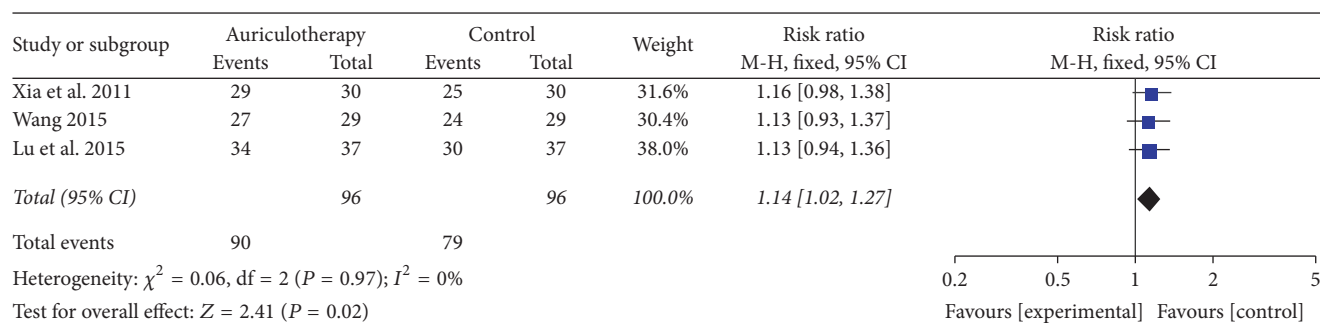 Study or subgroup Auriculotherapy Control Weight Risk ratio Risk ratio
Events Total Events Total M-H, fixed, 95% CI M-H, fixed, 95% CI
Xia et al. 2011 29 30 25 30 31.6% 1.16 [0.98, 1.38]
Wang 2015 27 29 24 29 30.4% 1.13 [0.93, 1.37]
Lu et al. 2015 34 37 30 37 38.0% 1.13 [0.94, 1.36]
Total (95% CI) 96 96 100.0% 1.14 [1.02, 1.27]
Total events 90 79
Heterogeneity: χ² = 0.06, df = 2 (P = 0.97); I² = 0%
Test for overall effect: Z = 2.41 (P = 0.02)
0.2 0.5 1 2 5
Favours [experimental] Favours [control]